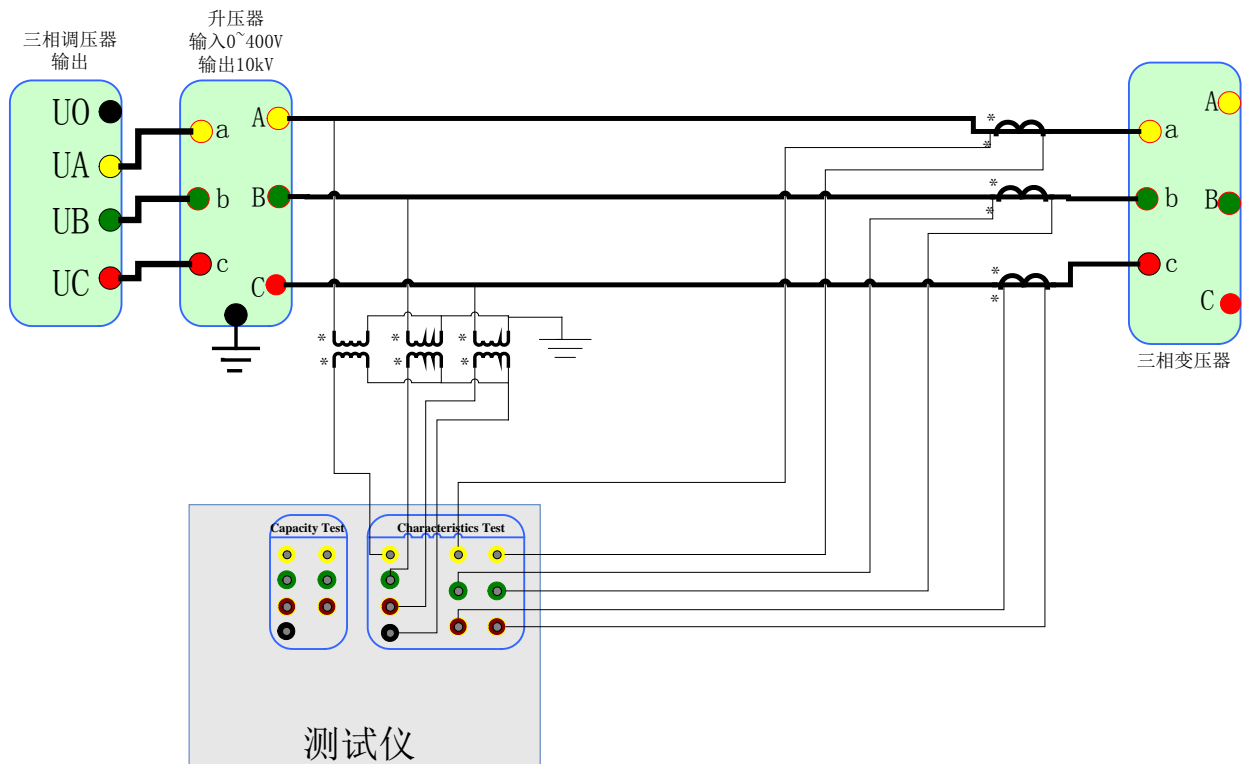 三相调压器
输出
升压器
输入0~400V
输出10kV
UO
UA
UB
UC
a
b
c
A
B
C
*
*
*
*
*
*
a
b
c
A
B
C
三相变压器
*
*
*
*
*
*
Capacity Test
Characteristics Test
测试仪